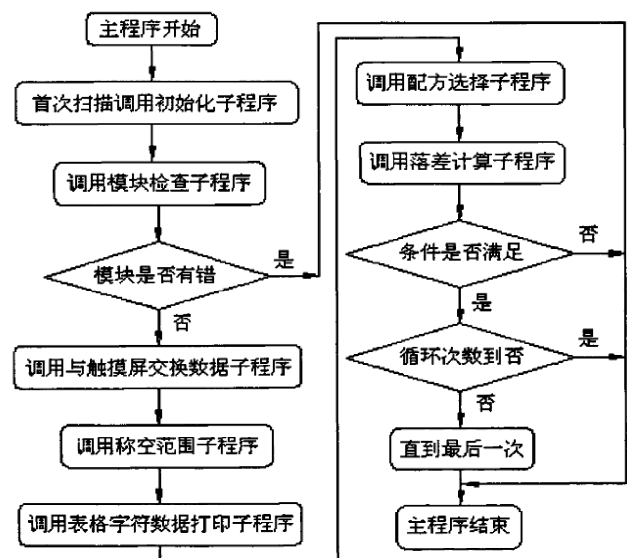 主程序开始
首次扫描调用初始化子程序
调用模块检查子程序
模块是否有错
是
否
调用与触摸屏交换数据子程序
调用称空范围子程序
调用表格字符数据打印子程序
调用配方选择子程序
调用落差计算子程序
条件是否满足
否
是
循环次数到否
是
否
直到最后一次
主程序结束